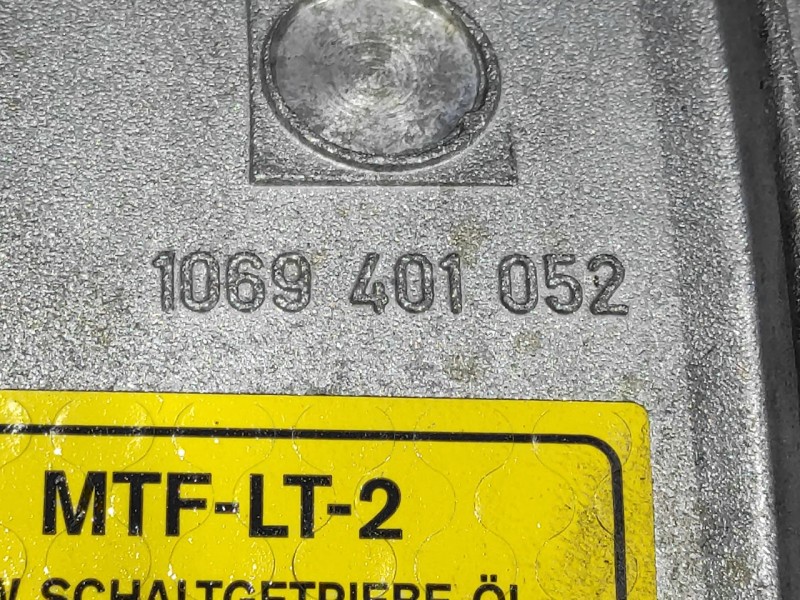 1069 401 052
MTF-LT-2
SCHALTGETRIEBE-ÖL